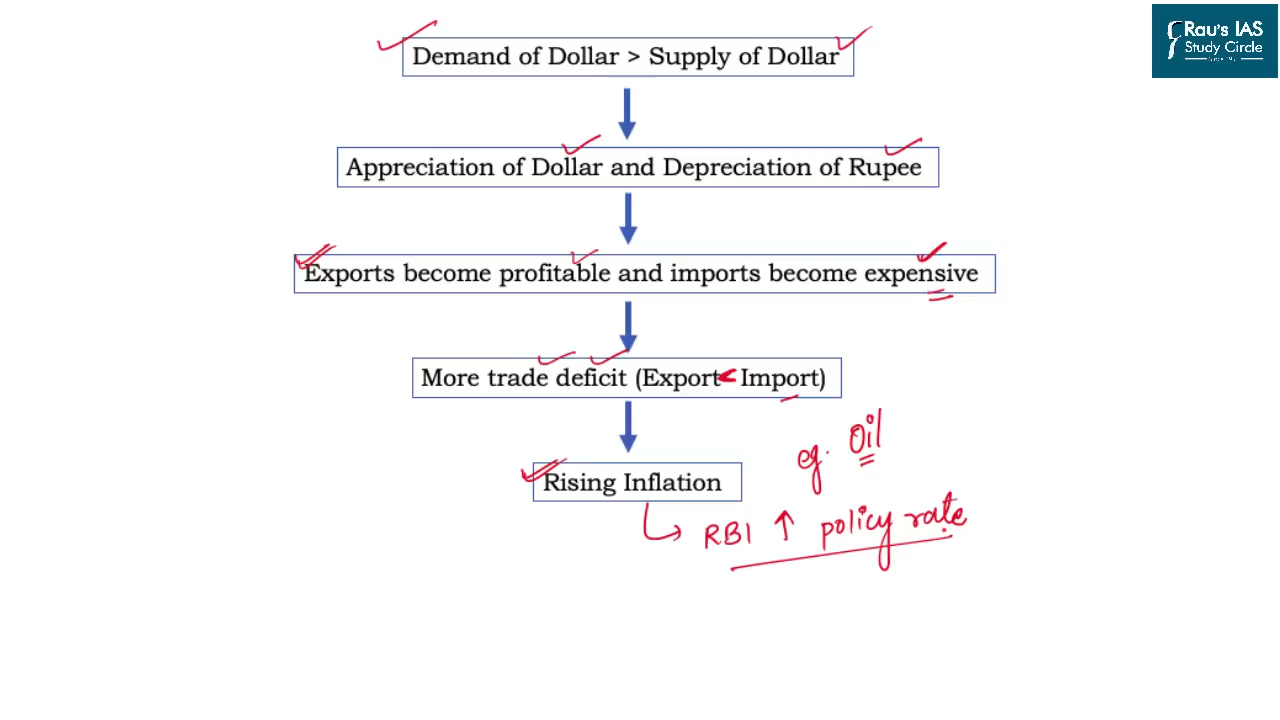 Rau's IAS
Study Circle
Demand of Dollar > Supply of Dollar
Appreciation of Dollar and Depreciation of Rupee
Exports become profitable and imports become expensive
More trade deficit (Export < Import)
eg. Oil
Rising Inflation
RBI ↑ policy rate